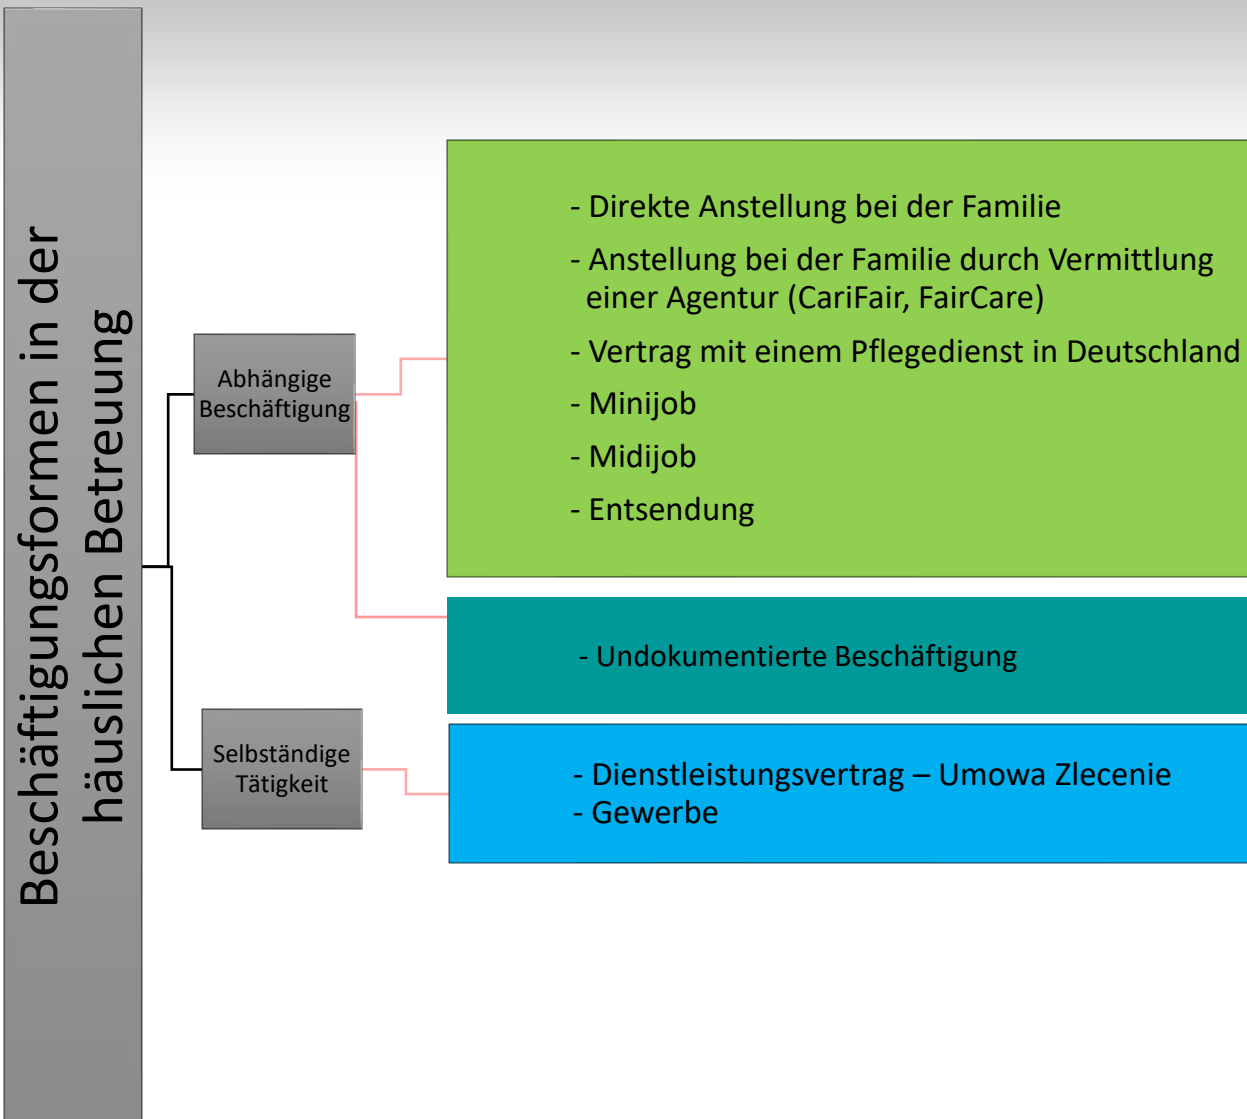 Beschäftigungsformen in der
häuslichen Betreuung
Abhängige
Beschäftigung
- Direkte Anstellung bei der Familie
- Anstellung bei der Familie durch Vermittlung
einer Agentur (CariFair, FairCare)
- Vertrag mit einem Pflegedienst in Deutschland
- Minijob
- Midijob
- Entsendung
- Undokumentierte Beschäftigung
Selbständige
Tätigkeit
- Dienstleistungsvertrag – Umowa Zlecenie
- Gewerbe